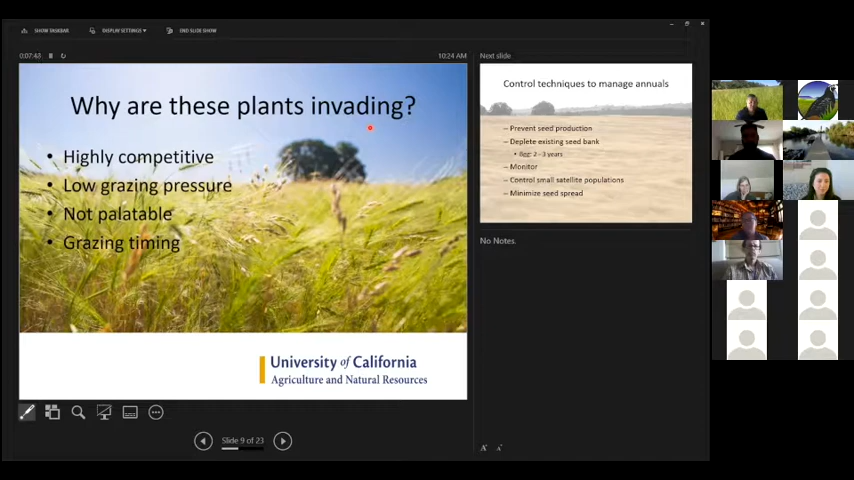 SHOW TASKBAR
DISPLAY SETTINGS
END SLIDE SHOW
0:07:43
10:24 AM
Next slide
Why are these plants invading?
• Highly competitive
• Low grazing pressure
• Not palatable
• Grazing timing
University of California
Agriculture and Natural Resources
Control techniques to manage annuals
– Prevent seed production
– Deplete existing seed bank
2 - 3 years
– Monitor
– Control small satellite populations
– Minimize seed spread
No Notes.
Slide 9 of 23
A A